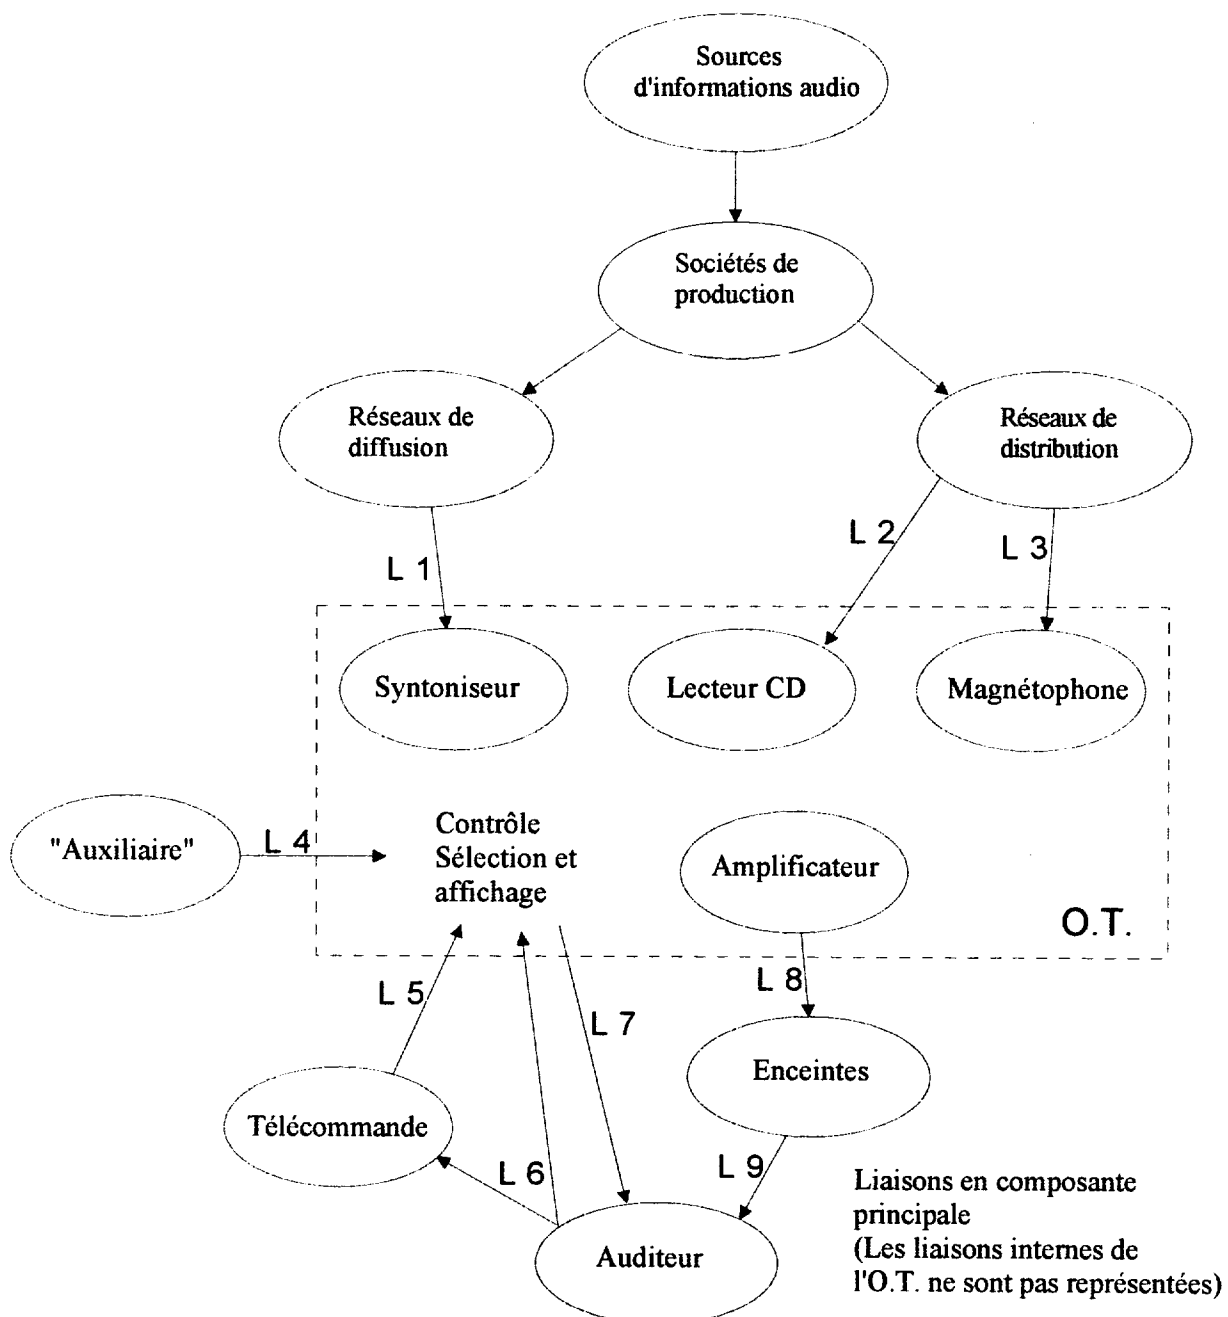 Sources
d'informations audio
Sociétés de
production
Réseaux de
diffusion
Réseaux de
distribution
L 1
L 2
L 3
Syntoniseur
Lecteur CD
Magnétophone
"Auxiliaire"
L 4
Contrôle
Sélection et
affichage
Amplificateur
O.T.
L 5
L 7
L 8
Enceintes
Télécommande
L 6
L 9
Auditeur
Liaisons en composante
principale
(Les liaisons internes de
l'O.T. ne sont pas représentées)